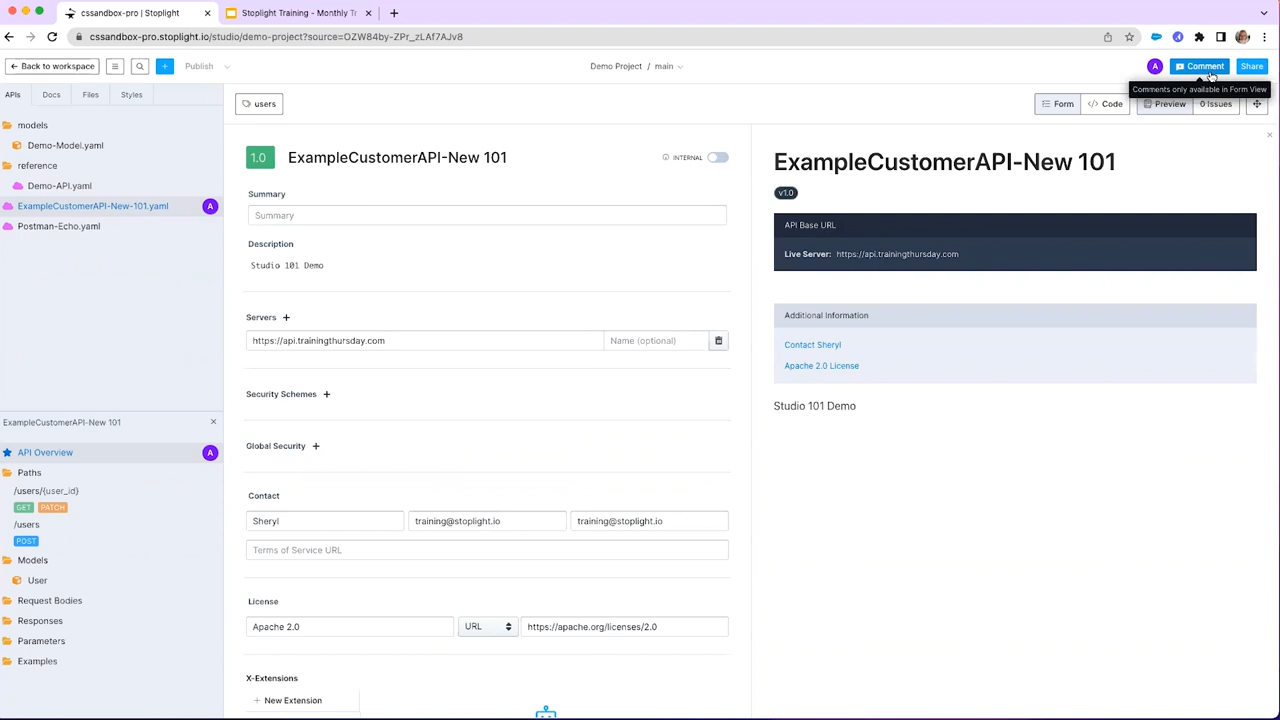 cssandbox-pro | Stoplight
Stoplight Training - Monthly Tr
cssandbox-pro.stoplight.io/studio/demo-project?source=OZW84by-ZPr_zLAf7AJv8
Back to workspace
Publish
Demo Project / main
A
Comment
Share
Comments only available in Form View
APIs
Docs
Files
Styles
users
Form
</> Code
Preview
0 Issues
models
Demo-Model.yaml
reference
Demo-API.yaml
ExampleCustomerAPI-New-101.yaml
A
Postman-Echo.yaml
ExampleCustomerAPI-New 101
API Overview
A
Paths
/users/{user_id}
GET
PATCH
/users
POST
Models
User
Request Bodies
Responses
Parameters
Examples
1.0
ExampleCustomerAPI-New 101
INTERNAL
Summary
Summary
Description
Studio 101 Demo
Servers
https://api.trainingthursday.com
Name (optional)
Security Schemes
Global Security
Contact
Sheryl
training@stoplight.io
training@stoplight.io
Terms of Service URL
License
Apache 2.0
URL
https://apache.org/licenses/2.0
X-Extensions
New Extension
ExampleCustomerAPI-New 101
v1.0
API Base URL
Live Server: https://api.trainingthursday.com
Additional Information
Contact Sheryl
Apache 2.0 License
Studio 101 Demo